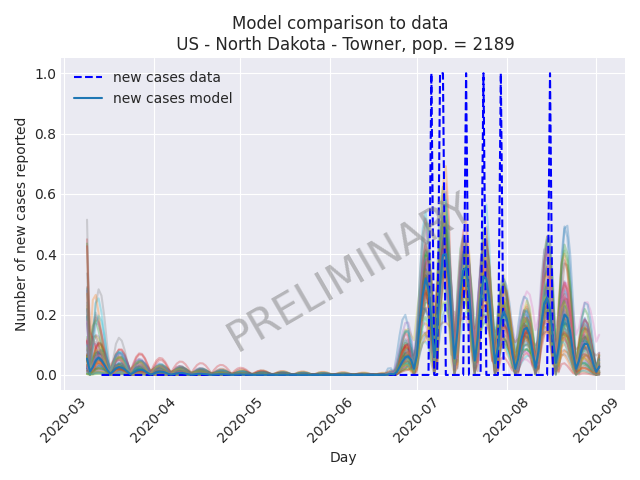 Model comparison to data
US - North Dakota - Towner, pop. = 2189
new cases data
new cases model
Number of new cases reported
1.0
0.8
0.6
0.4
0.2
0.0
PRELIMINARY
2020-03
2020-04
2020-05
2020-06
2020-07
2020-08
2020-09
Day